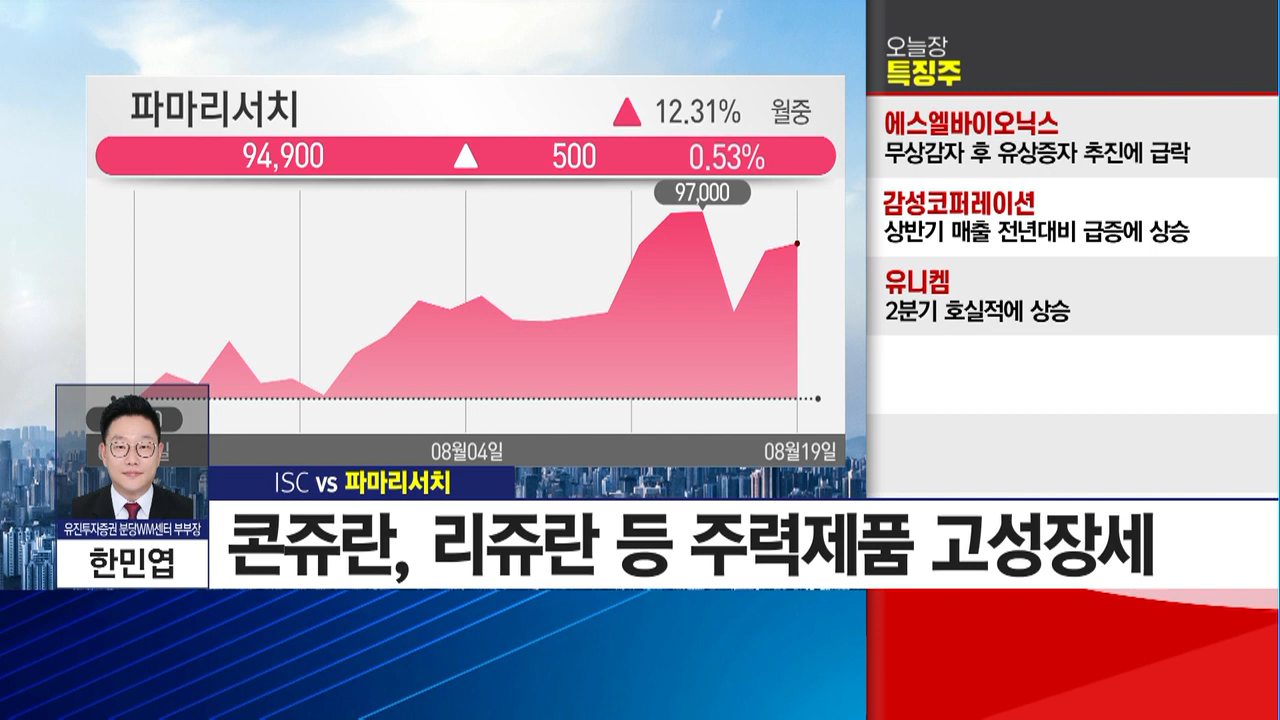 파마리서치
▲ 12.31% 월중
94,900 △ 500 0.53%
97,000
08월04일
08월19일
ISC vs 파마리서치
유진투자증권 분당WM센터 부부장
한민엽
콘쥬란, 리쥬란 등 주력제품 고성장세
오늘장
특징주
에스엘바이오닉스
무상감자 후 유상증자 추진에 급락
감성코퍼레이션
상반기 매출 전년대비 급증에 상승
유니켐
2분기 호실적에 상승